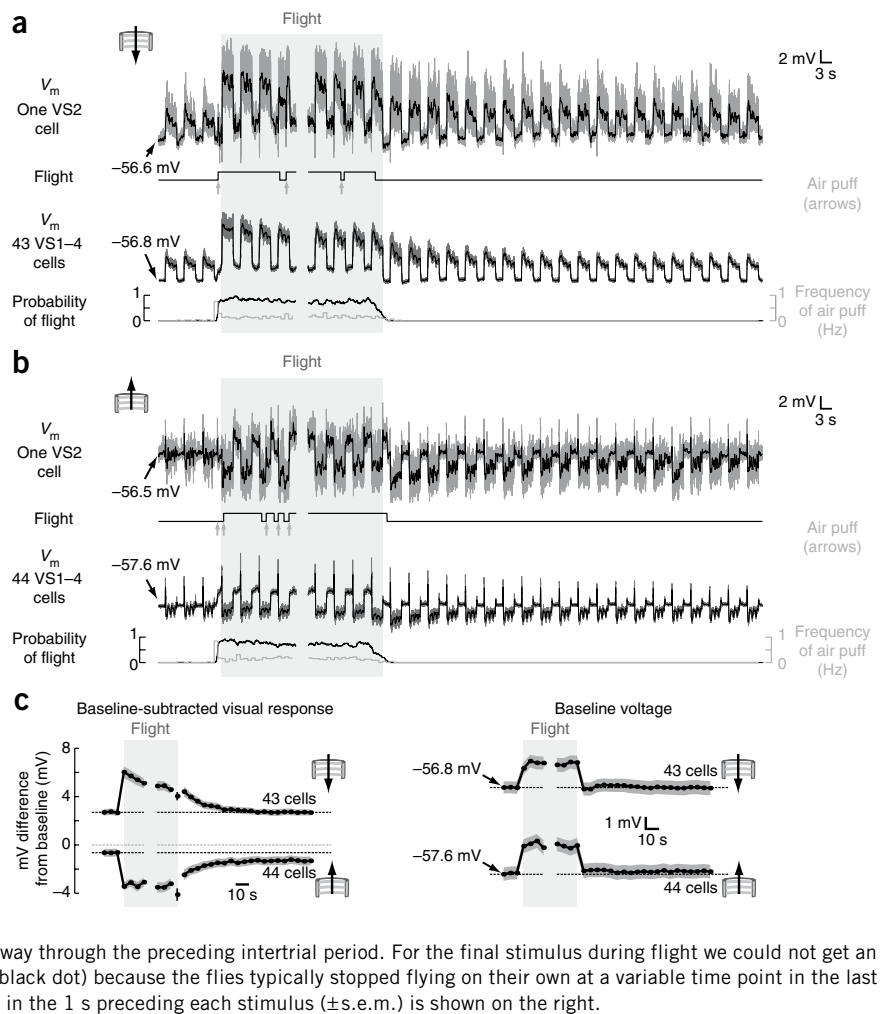 a
Flight
2 mV
3 s
Vm
One VS2
cell
–56.6 mV
Flight
Air puff
(arrows)
Vm
43 VS1–4
cells
–56.8 mV
Probability
of flight
1
0
1
0
Frequency
of air puff
(Hz)
b
Flight
2 mV
3 s
Vm
One VS2
cell
–56.5 mV
Flight
Air puff
(arrows)
Vm
44 VS1–4
cells
–57.6 mV
Probability
of flight
1
0
1
0
Frequency
of air puff
(Hz)
c
Baseline-subtracted visual response
Flight
mV difference
from baseline (mV)
8
4
0
–4
43 cells
44 cells
10 s
Baseline voltage
Flight
–56.8 mV
43 cells
1 mV
10 s
–57.6 mV
44 cells
way through the preceding intertrial period. For the final stimulus during flight we could not get an
black dot) because the flies typically stopped flying on their own at a variable time point in the last
in the 1 s preceding each stimulus (±s.e.m.) is shown on the right.